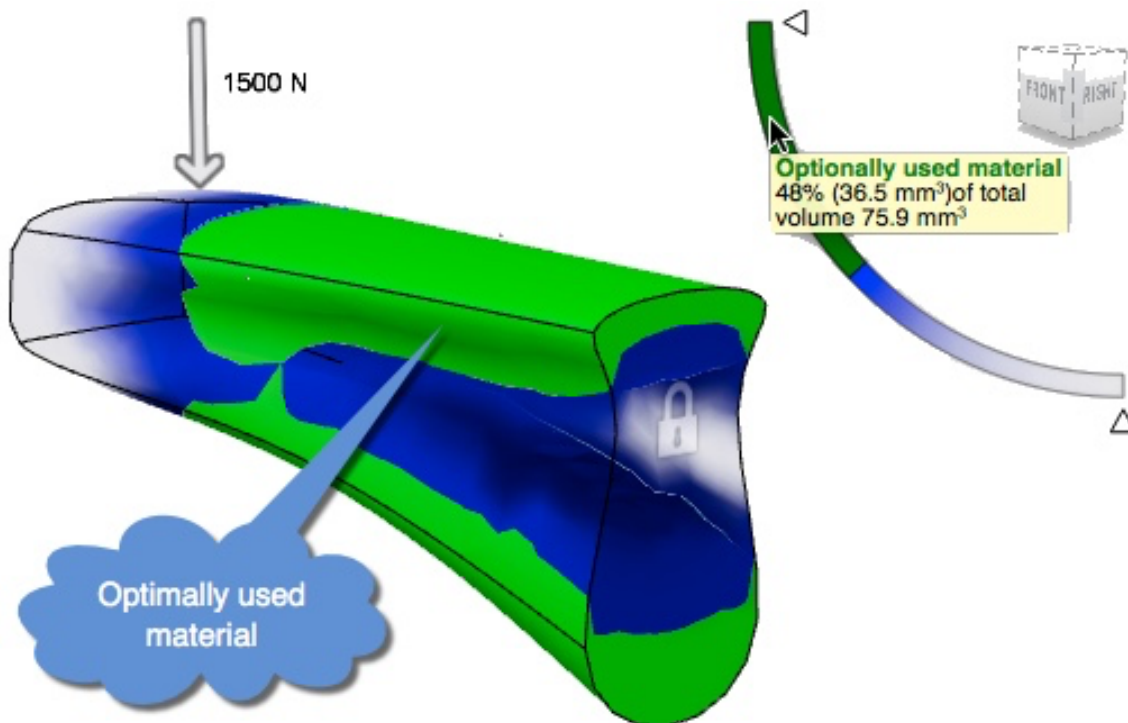 1500 N
FRONT
RIGHT
Optionally used material
48% (36.5 mm³)of total
volume 75.9 mm³
Optimally used
material